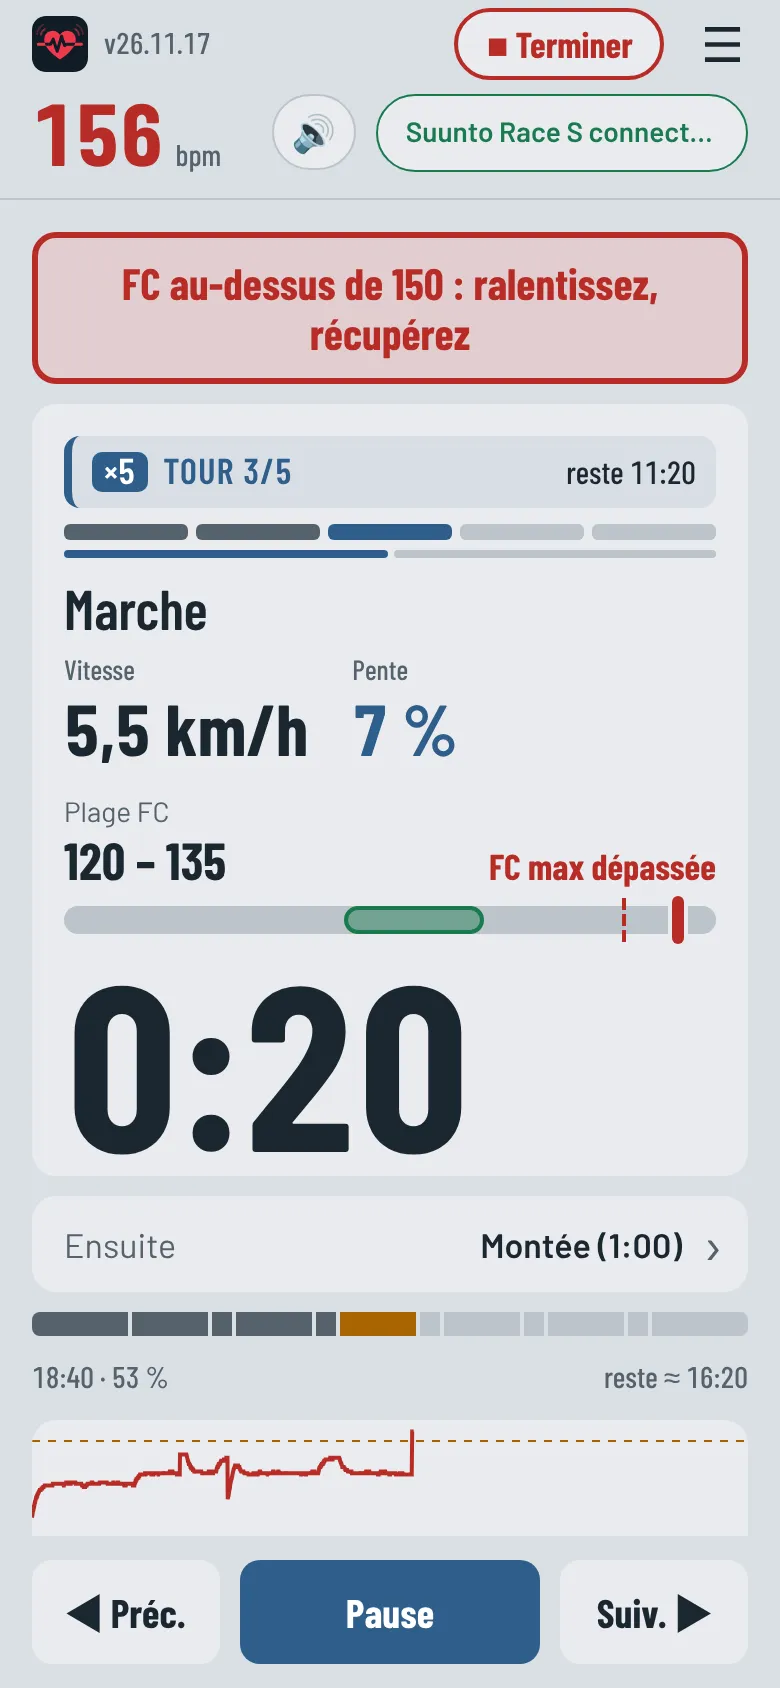 v26.11.17
■ Terminer
156 bpm
Suunto Race S connect...
FC au-dessus de 150 : ralentissez,
récupérez
×5 TOUR 3/5
reste 11:20
Marche
Vitesse
Pente
5,5 km/h
7 %
Plage FC
120 – 135
FC max dépassée
0:20
Ensuite
Montée (1:00) ›
18:40 · 53 %
reste ≈ 16:20
◀ Préc.
Pause
Suiv. ▶